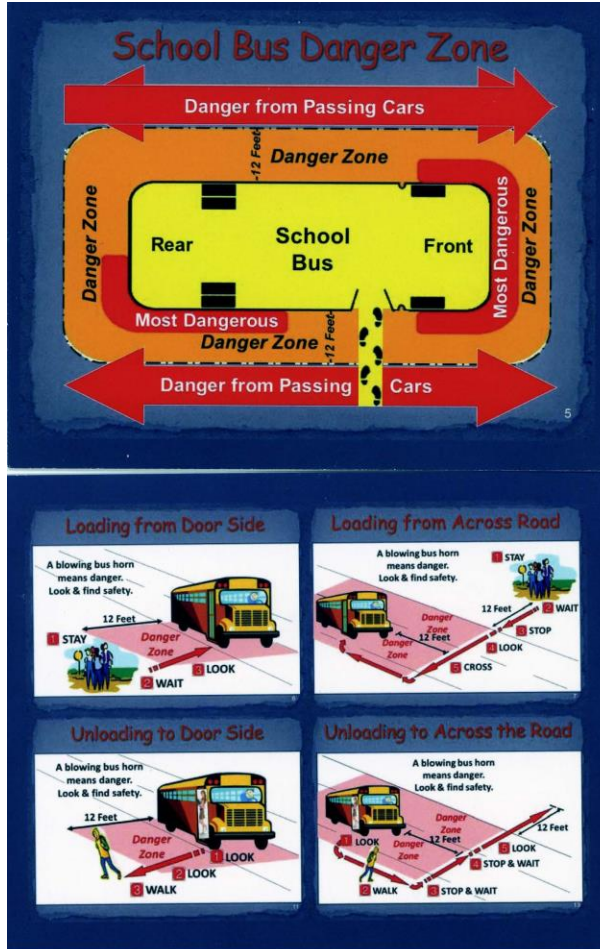 School Bus Danger Zone
Danger from Passing Cars
-12 Feet-
Danger Zone
Danger Zone
Rear
School
Bus
Front
Most Dangerous
Danger Zone
Most Dangerous
Danger Zone
-12 Feet-
Danger from Passing Cars
5
Loading from Door Side
A blowing bus horn
means danger.
Look & find safety.
12 Feet
1 STAY
Danger
Zone
3 LOOK
2 WAIT
Loading from Across Road
A blowing bus horn
means danger.
Look & find safety.
1 STAY
12 Feet
2 WAIT
Danger
Zone
3 STOP
12 Feet
Danger
Zone
4 LOOK
5 CROSS
Unloading to Door Side
A blowing bus horn
means danger.
Look & find safety.
12 Feet
Danger
Zone
1 LOOK
2 LOOK
3 WALK
11
Unloading to Across the Road
A blowing bus horn
means danger.
Look & find safety.
Danger
Zone
12 Feet
12 Feet
1 LOOK
Danger
Zone
5 LOOK
4 STOP & WAIT
2 WALK
3 STOP & WAIT